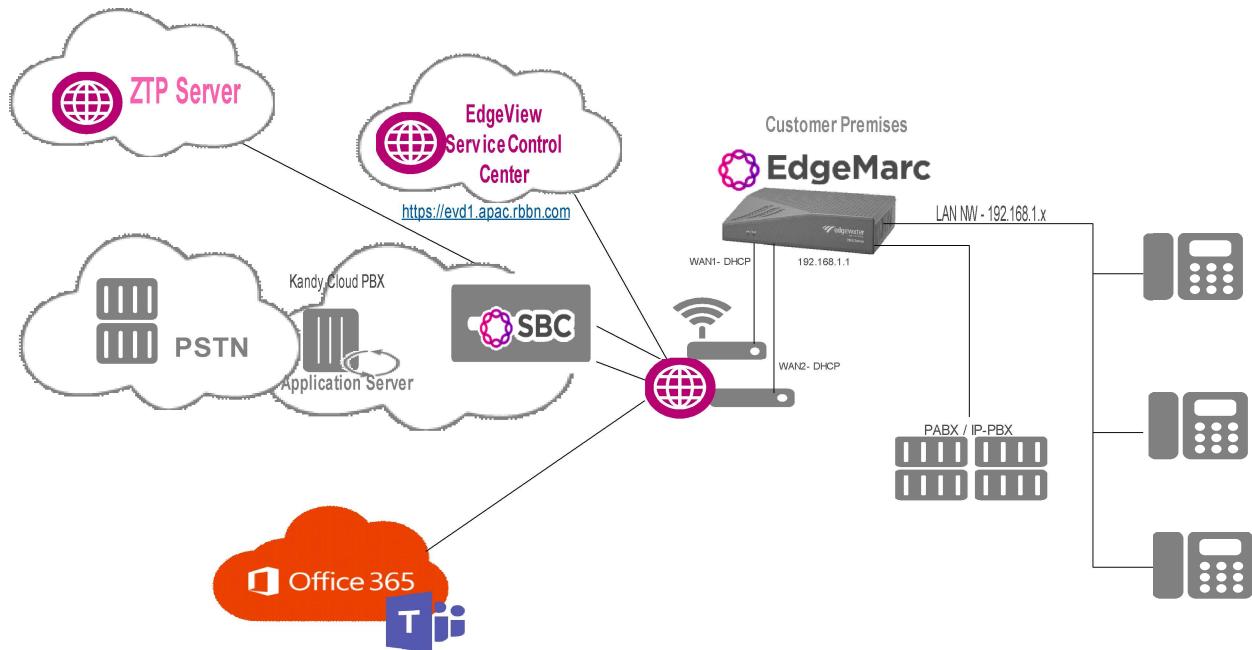 ZTP Server
EdgeView
Service Control
Center
https://evd1.apac.rbbn.com
Customer Premises
EdgeMarc
edgewater
LAN NW - 192.168.1.x
WAN1- DHCP
192.168.1.1
Kandy Cloud PBX
PSTN
Application Server
SBC
WAN2- DHCP
PABX / IP-PBX
Office 365
T